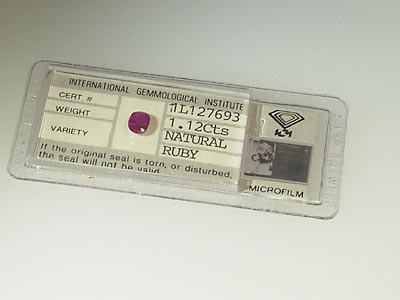 INTERNATIONAL GEMMOLOGICAL INSTITUTE
CERT # 1L127693
WEIGHT 1.12Cts
VARIETY NATURAL
RUBY
If the original seal is torn, or disturbed,
the seal will not be valid
MICROFILM